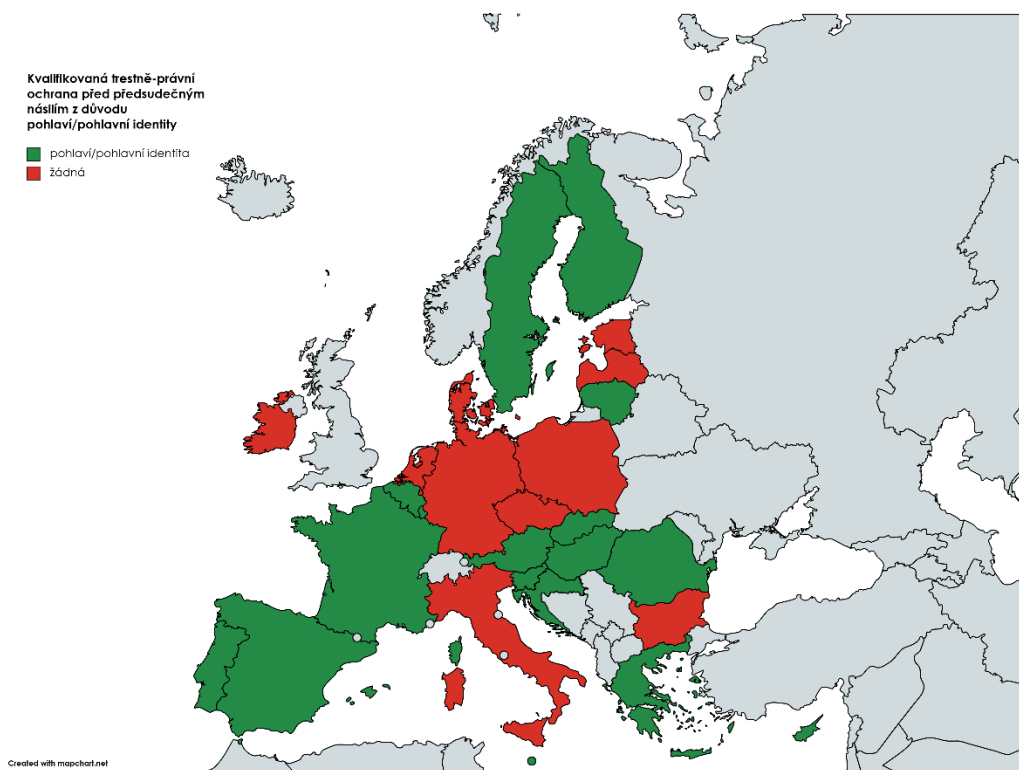 Kvalifikovaná trestně-právní
ochrana před předsudečným
násilím z důvodu
pohlaví/pohlavní identity
pohlaví/pohlavní identita
žádná
Created with mapchart.net